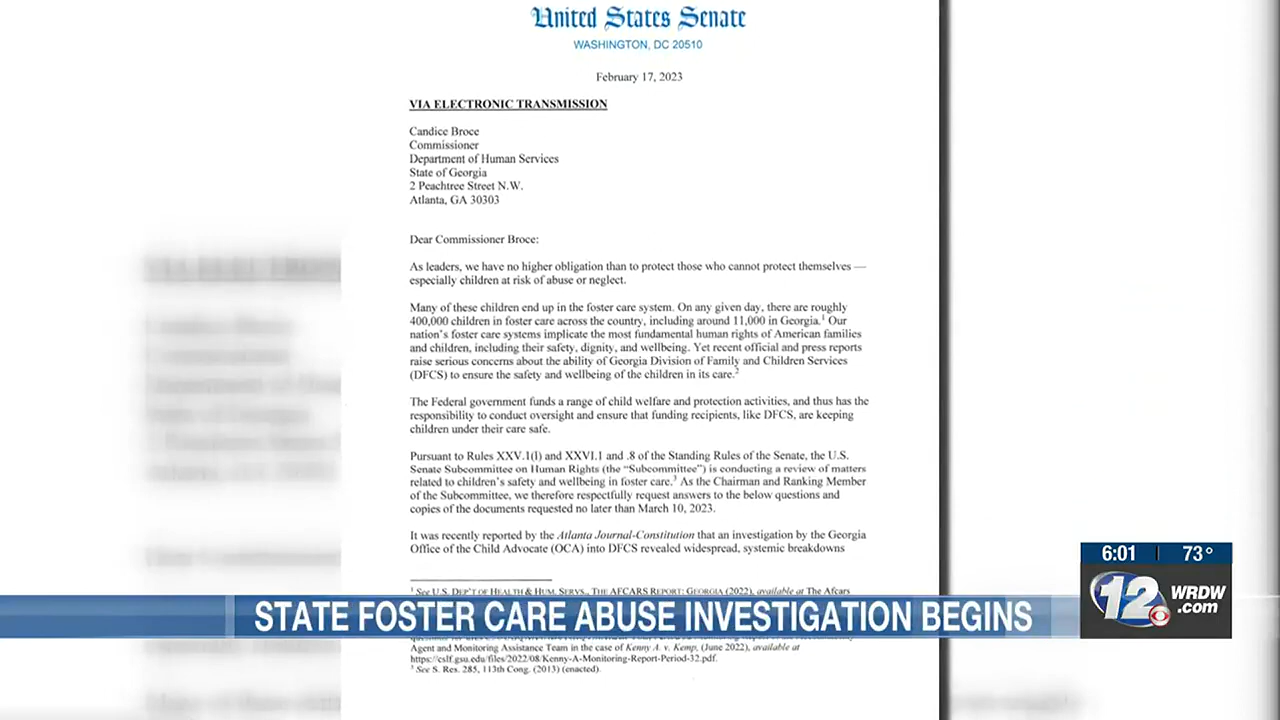 United States Senate
WASHINGTON, DC 20510
February 17, 2023
VIA ELECTRONIC TRANSMISSION
Candice Broce
Commissioner
Department of Human Services
State of Georgia
2 Peachtree Street N.W.
Atlanta, GA 30303
Dear Commissioner Broce:
As leaders, we have no higher obligation than to protect those who cannot protect themselves —
especially children at risk of abuse or neglect.
Many of these children end up in the foster care system. On any given day, there are roughly
400,000 children in foster care across the country, including around 11,000 in Georgia.1 Our
nation's foster care systems implicate the most fundamental human rights of American families
and children, including their safety, dignity, and wellbeing. Yet recent official and press reports
raise serious concerns about the ability of Georgia Division of Family and Children Services
(DFCS) to ensure the safety and wellbeing of the children in its care.2
The Federal government funds a range of child welfare and protection activities, and thus has the
responsibility to conduct oversight and ensure that funding recipients, like DFCS, are keeping
children under their care safe.
Pursuant to Rules XXV.1(l) and XXVI.1 and .8 of the Standing Rules of the Senate, the U.S.
Senate Subcommittee on Human Rights (the “Subcommittee”) is conducting a review of matters
related to children's safety and wellbeing in foster care.3 As the Chairman and Ranking Member
of the Subcommittee, we therefore respectfully request answers to the below questions and
copies of the documents requested no later than March 10, 2023.
It was recently reported by the Atlanta Journal-Constitution that an investigation by the Georgia
Office of the Child Advocate (OCA) into DFCS revealed widespread, systemic breakdowns
1 See U.S. DEP'T OF HEALTH & HUM. SERVS., THE AFCARS REPORT: GEORGIA (2022), available at The Afcars
STATE FOSTER CARE ABUSE INVESTIGATION BEGINS
6:01 73°
12 WRDW
.com
Agent and Monitoring Assistance Team in the case of Kenny A. v. Kemp, (June 2022), available at
https://cslf.gsu.edu/files/2022/08/Kenny-A-Monitoring-Report-Period-32.pdf.
3 See S. Res. 285, 113th Cong. (2013) (enacted).